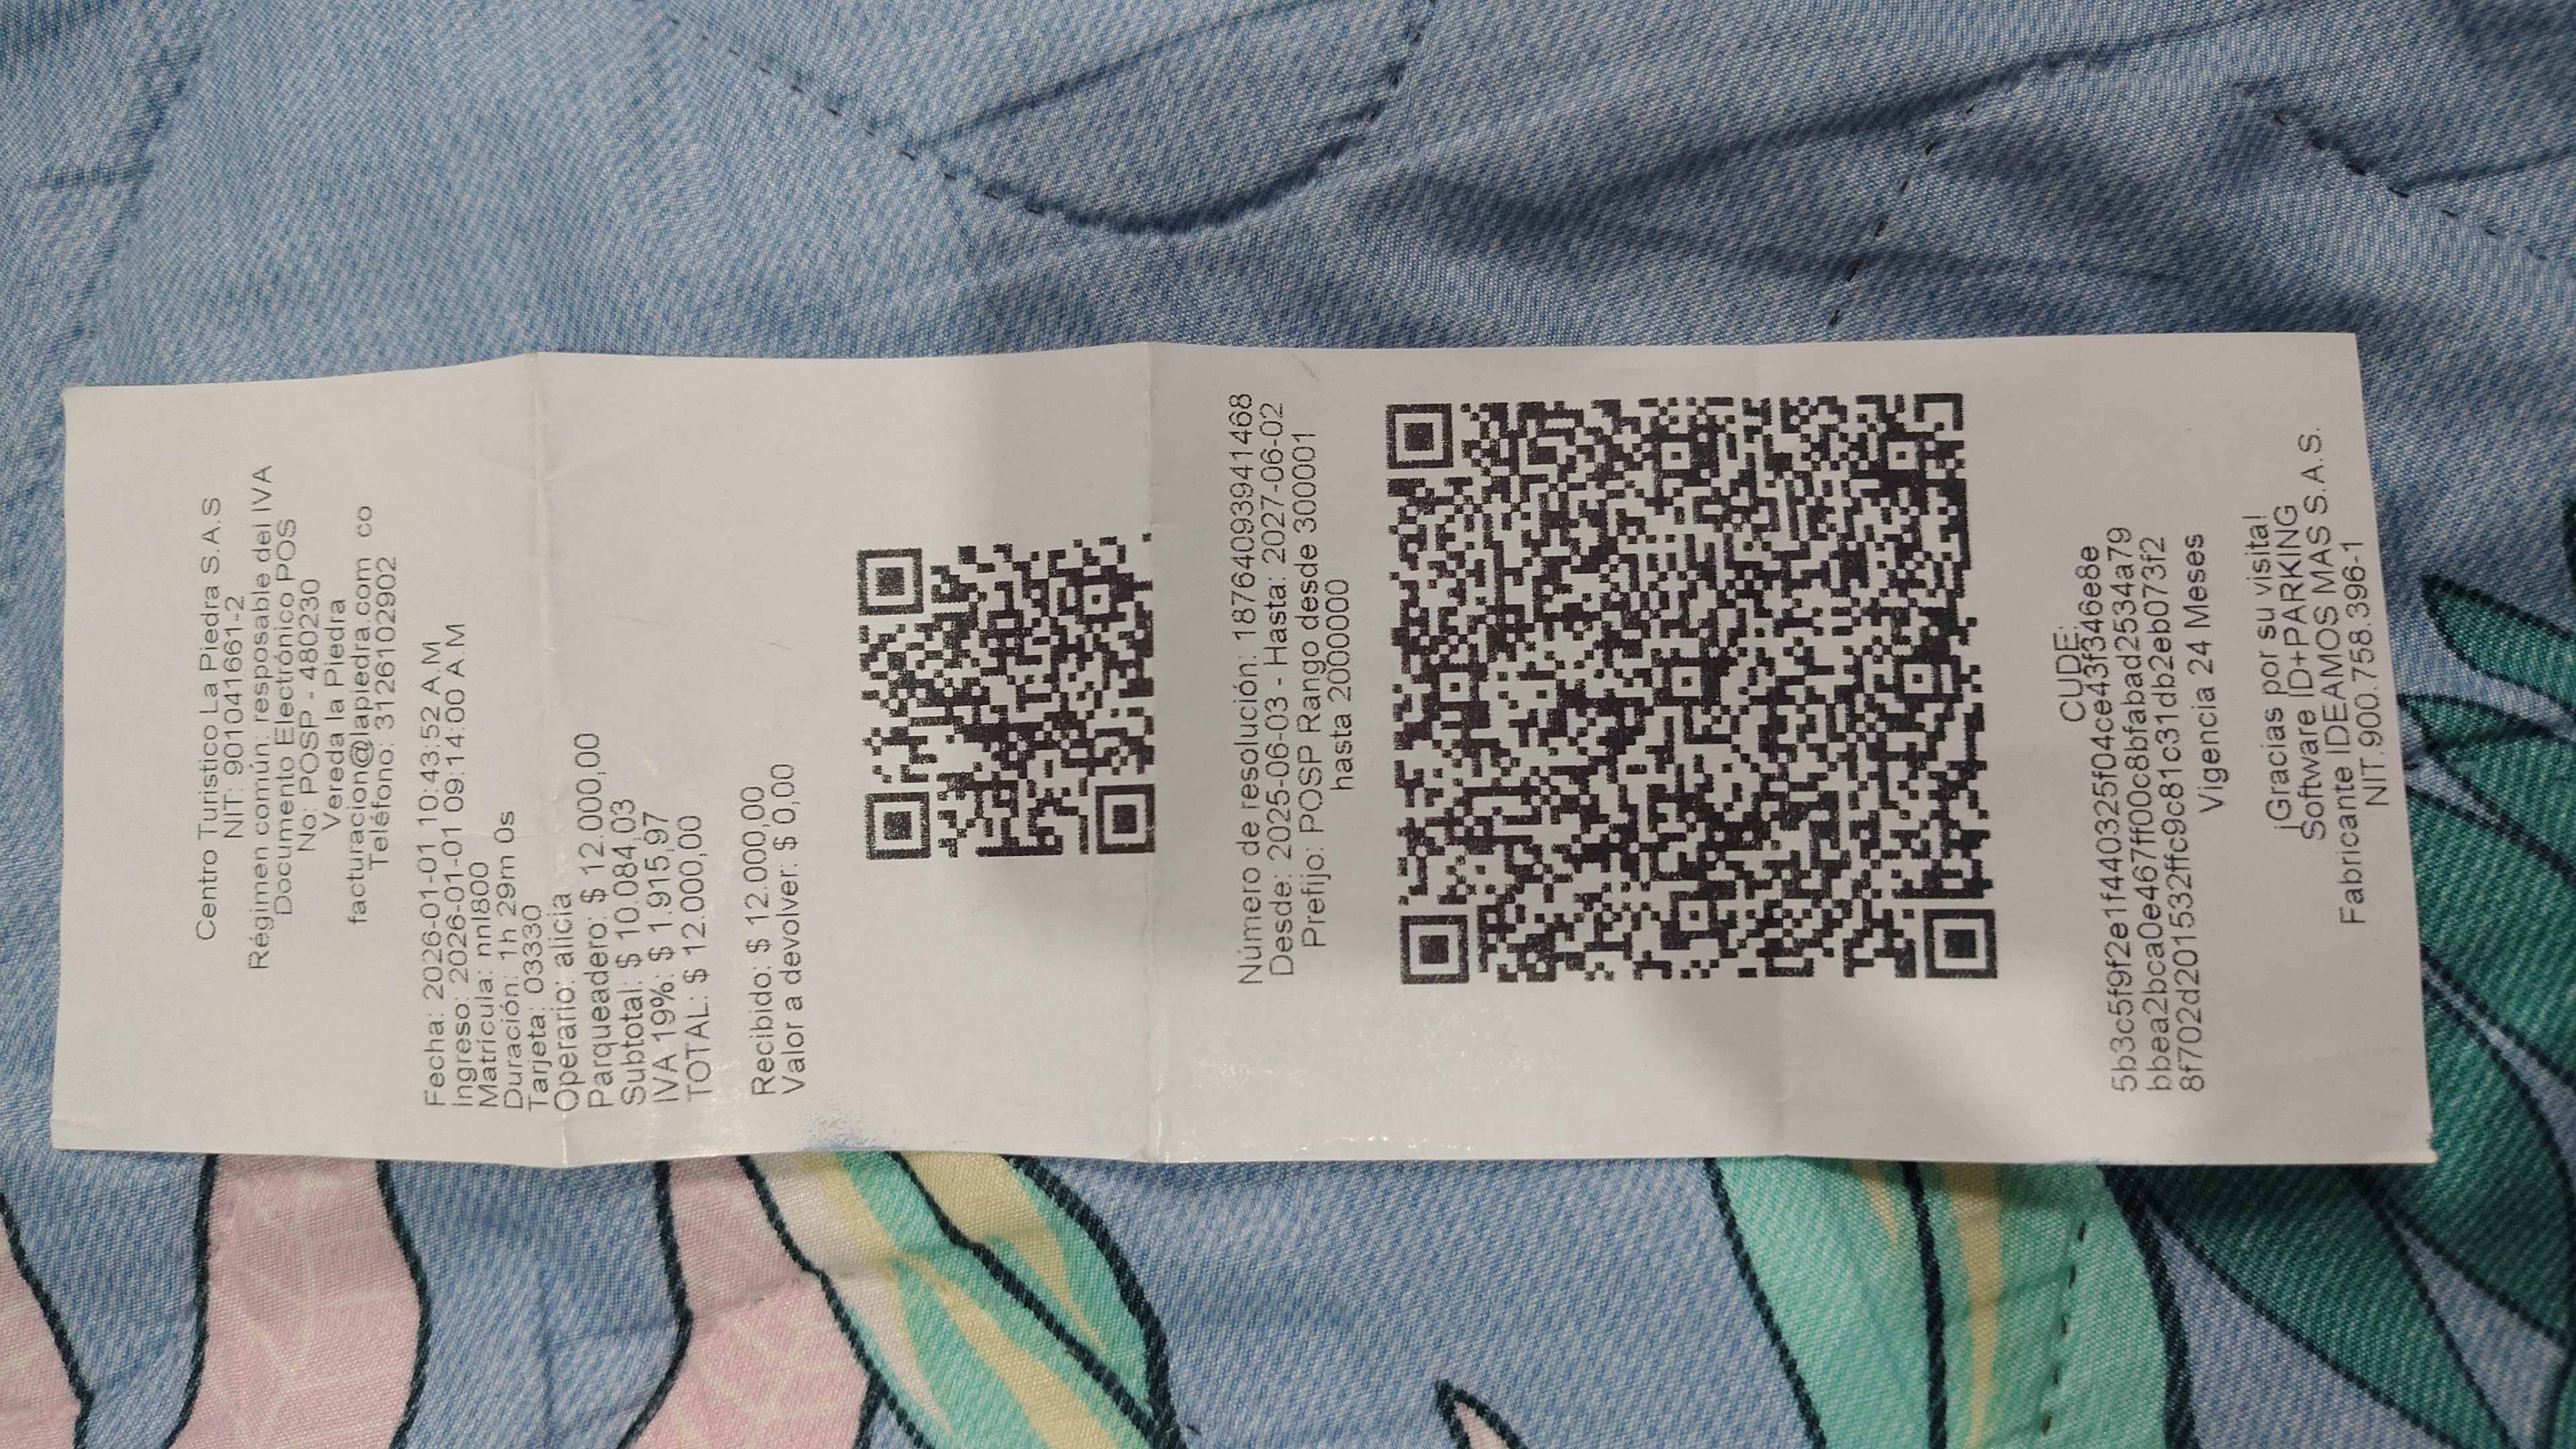 Centro Turistico La Piedra S.A.S
NIT: 901041661-2
Régimen común: resposable del IVA
Documento Electrónico POS
No: POSP - 480230
Vereda la Piedra
facturacion@lapiedra.com co
Teléfono: 3126102902
Fecha: 2026-01-01 10:43:52 A.M
Ingreso: 2026-01-01 09:14:00 A.M
Matrícula: nnl800
Duración: 1h 29m 0s
Tarjeta: 03330
Operario: alicia
Parqueadero: $ 12.000,00
Subtotal: $ 10.084,03
IVA 19%: $ 1.915,97
TOTAL: $ 12.000,00
Recibido: $ 12.000,00
Valor a devolver: $ 0,00
Número de resolución: 18764093941468
Desde: 2025-06-03 - Hasta: 2027-06-02
Prefijo: POSP Rango desde 300001
hasta 2000000
CUDE:
5b3c5f9f2e1f440325f04ce43f346e8e
bbea2bca0e467ff00c8bfabad2534a79
8f702d201532ffc9c81c31db2eb073f2
Vigencia 24 Meses
¡Gracias por su visita!
Software ID+PARKING
Fabricante IDEAMOS MAS S.A.S.
NIT.900.758.396-1